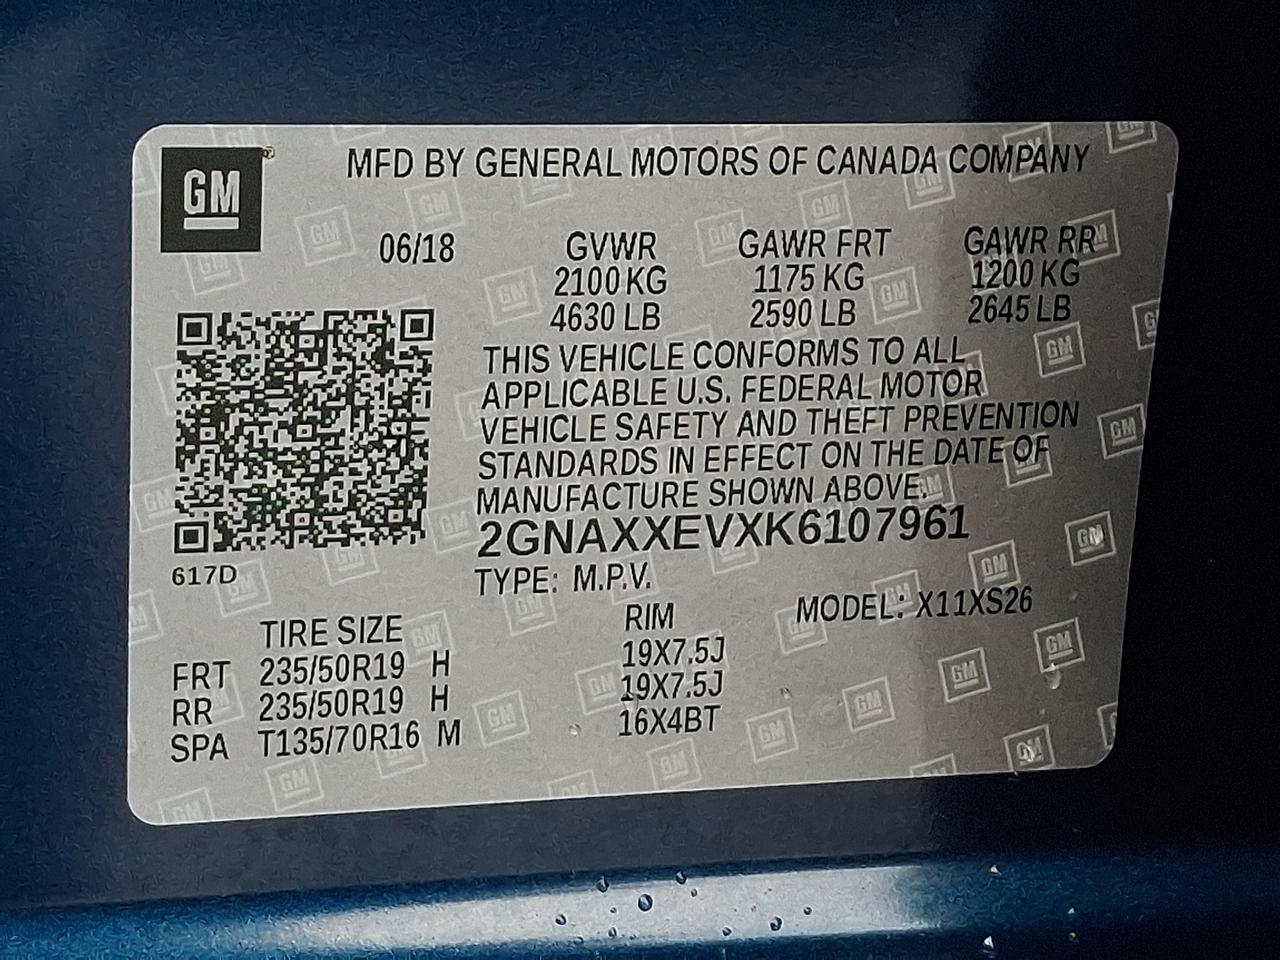 GM
MFD BY GENERAL MOTORS OF CANADA COMPANY
06/18 GVWR GAWR FRT GAWR RR
2100 KG 1175 KG 1200 KG
4630 LB 2590 LB 2645 LB
THIS VEHICLE CONFORMS TO ALL
APPLICABLE U.S. FEDERAL MOTOR
VEHICLE SAFETY AND THEFT PREVENTION
STANDARDS IN EFFECT ON THE DATE OF
MANUFACTURE SHOWN ABOVE.
2GNAXXEVXK6107961
617D
TYPE: M.P.V.
MODEL: X11XS26
TIRE SIZE RIM
FRT 235/50R19 H 19X7.5J
RR 235/50R19 H 19X7.5J
SPA T135/70R16 M 16X4BT